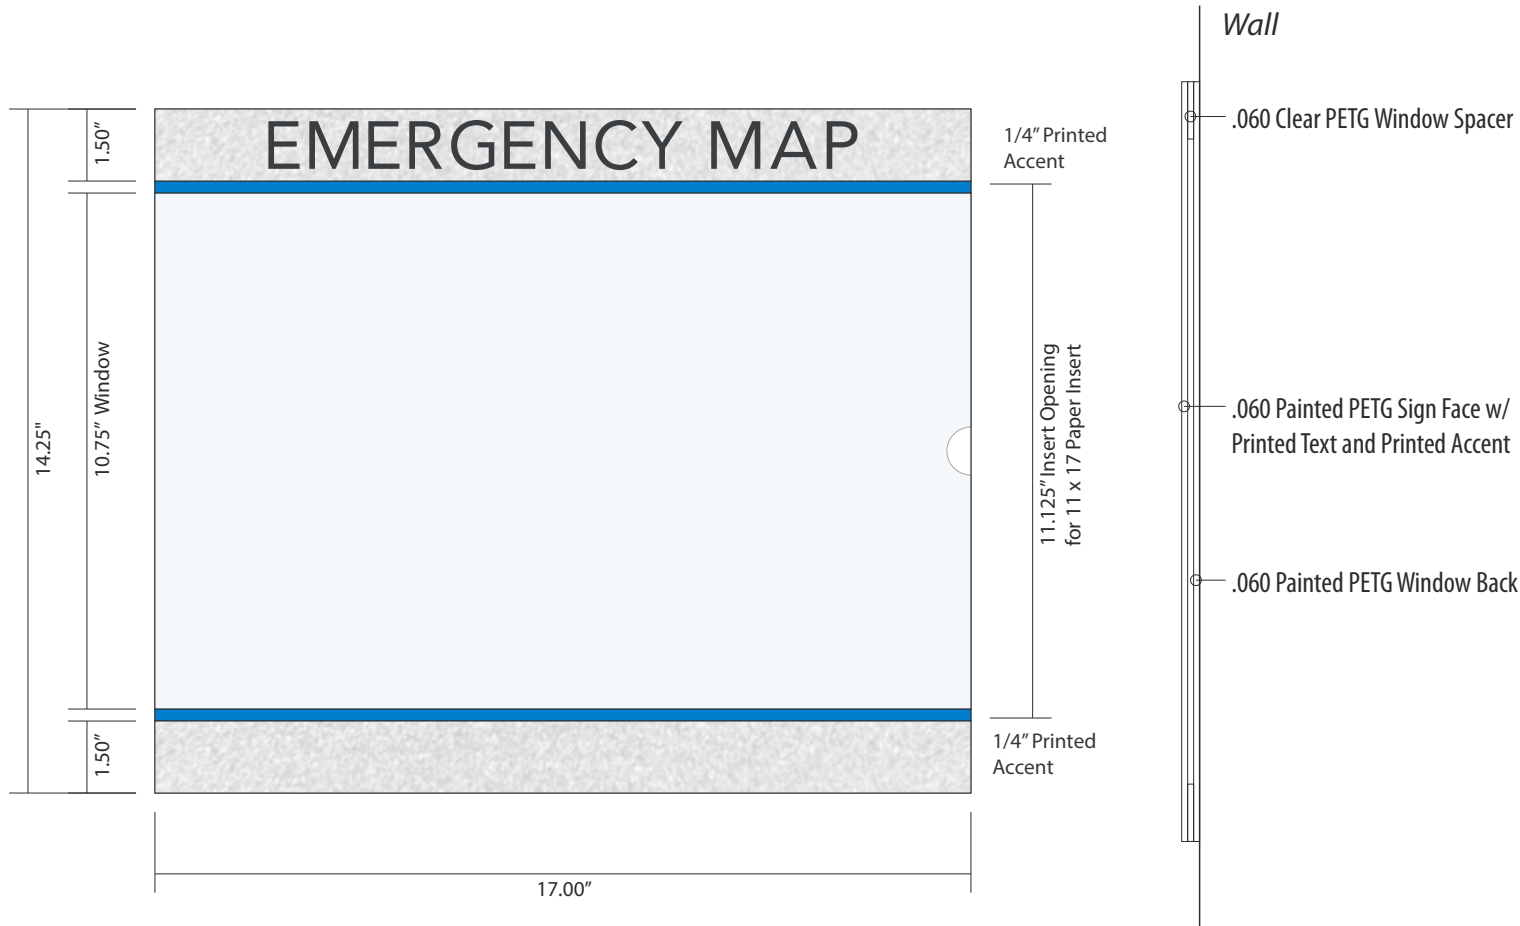 Wall
EMERGENCY MAP
1.50”
1/4” Printed
Accent
.060 Clear PETG Window Spacer
14.25"
10.75” Window
11.125” Insert Opening
for 11 x 17 Paper Insert
.060 Painted PETG Sign Face w/
Printed Text and Printed Accent
.060 Painted PETG Window Back
1.50”
1/4” Printed
Accent
17.00”